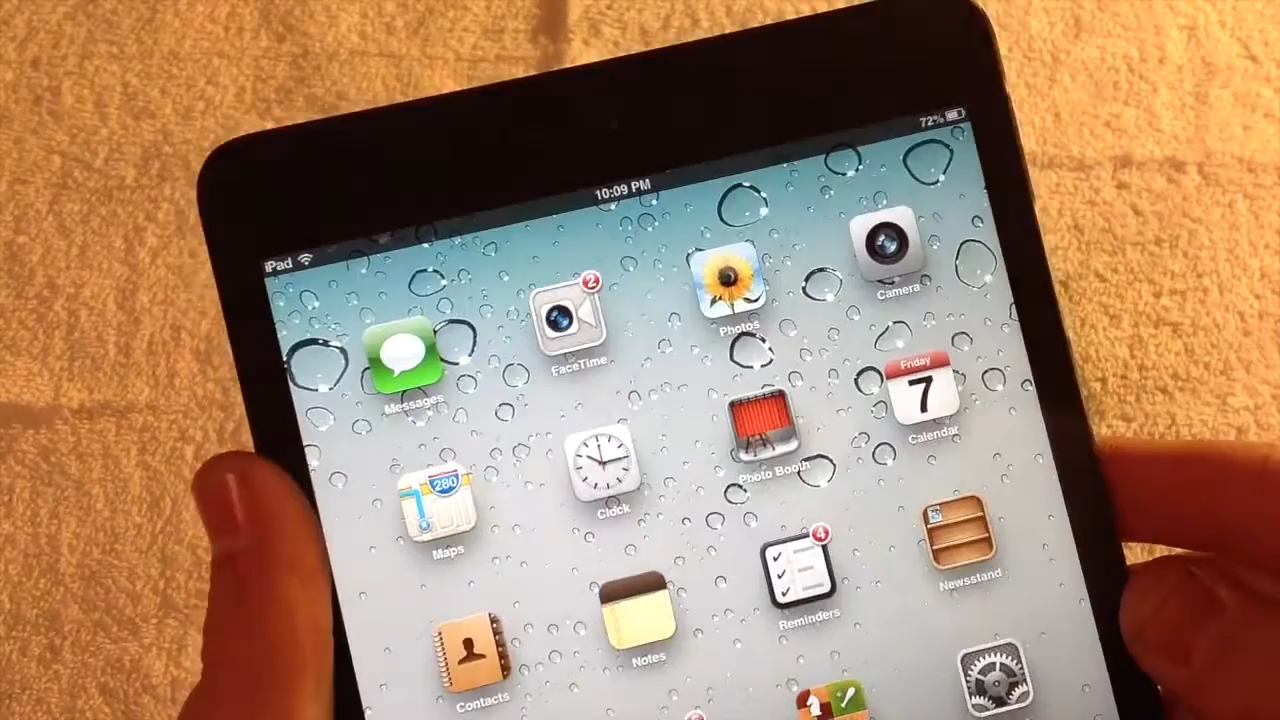 iPad
10:09 PM
72%
Messages
2
FaceTime
Photos
Camera
280
Maps
Clock
Photo Booth
Friday
7
Calendar
Contacts
Notes
4
Reminders
Newsstand